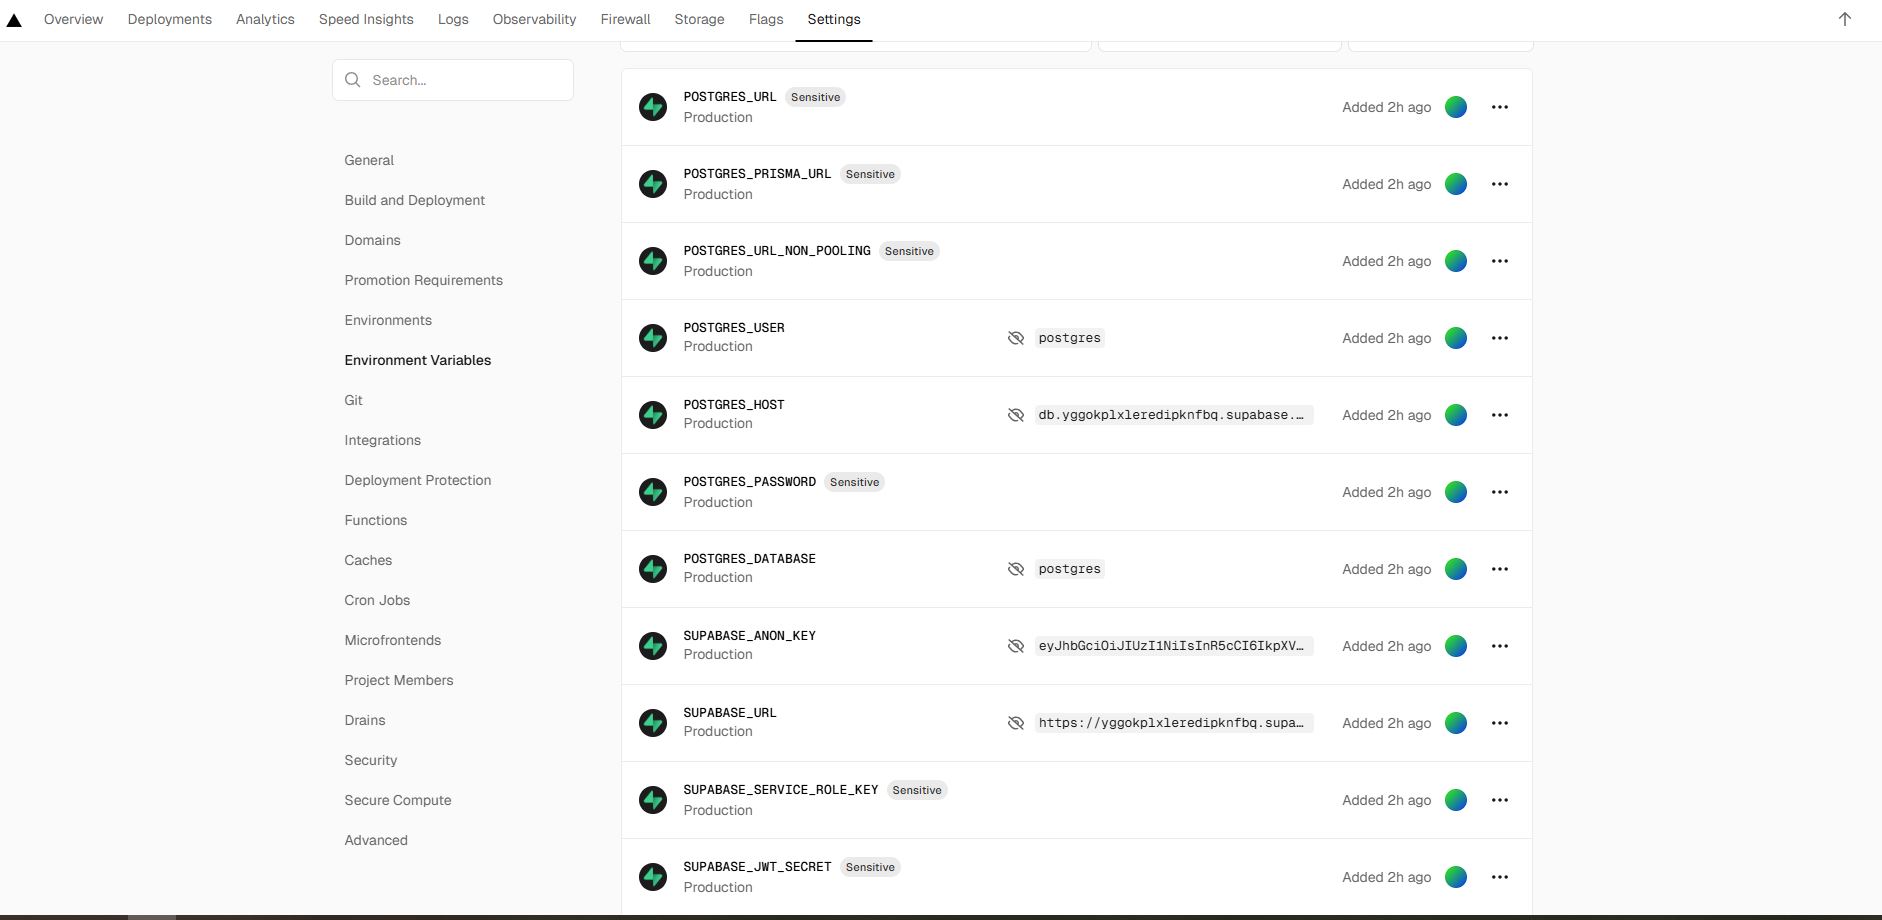 Overview Deployments Analytics Speed Insights Logs Observability Firewall Storage Flags Settings
Search...
General
Build and Deployment
Domains
Promotion Requirements
Environments
Environment Variables
Git
Integrations
Deployment Protection
Functions
Caches
Cron Jobs
Microfrontends
Project Members
Drains
Security
Secure Compute
Advanced
POSTGRES_URL Sensitive
Production
Added 2h ago
POSTGRES_PRISMA_URL Sensitive
Production
Added 2h ago
POSTGRES_URL_NON_POOLING Sensitive
Production
Added 2h ago
POSTGRES_USER
Production
postgres
Added 2h ago
POSTGRES_HOST
Production
db.yggokplxleredipknfbq.supabase.…
Added 2h ago
POSTGRES_PASSWORD Sensitive
Production
Added 2h ago
POSTGRES_DATABASE
Production
postgres
Added 2h ago
SUPABASE_ANON_KEY
Production
eyJhbGciOiJIUzI1NiIsInR5cCI6IkpXV…
Added 2h ago
SUPABASE_URL
Production
https://yggokplxleredipknfbq.supa…
Added 2h ago
SUPABASE_SERVICE_ROLE_KEY Sensitive
Production
Added 2h ago
SUPABASE_JWT_SECRET Sensitive
Production
Added 2h ago